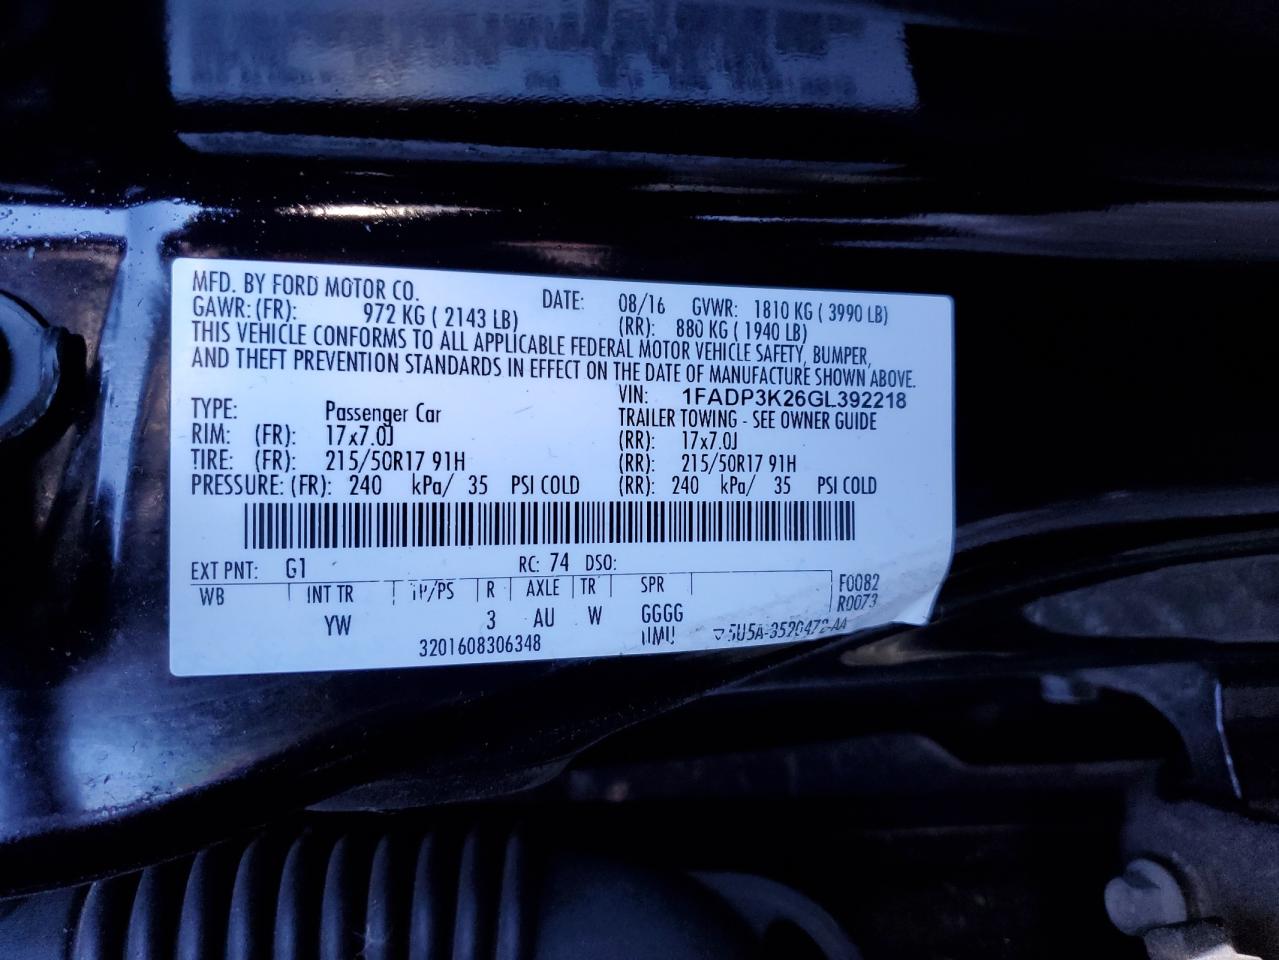 MFD. BY FORD MOTOR CO. DATE: 08/16 GVWR: 1810 KG ( 3990 LB)
GAWR: (FR): 972 KG ( 2143 LB) (RR): 880 KG ( 1940 LB)
THIS VEHICLE CONFORMS TO ALL APPLICABLE FEDERAL MOTOR VEHICLE SAFETY, BUMPER,
AND THEFT PREVENTION STANDARDS IN EFFECT ON THE DATE OF MANUFACTURE SHOWN ABOVE.
VIN: 1FADP3K26GL392218
TYPE: Passenger Car TRAILER TOWING - SEE OWNER GUIDE
RIM: (FR): 17x7.0J (RR): 17x7.0J
TIRE: (FR): 215/50R17 91H (RR): 215/50R17 91H
PRESSURE: (FR): 240 kPa/ 35 PSI COLD (RR): 240 kPa/ 35 PSI COLD
EXT PNT: G1 RC: 74 DSO:
WB INT TR TP/PS R AXLE TR SPR F0082
R0073
YW 3 AU W GGGG
3201608306348 5U5A-3520472-AA